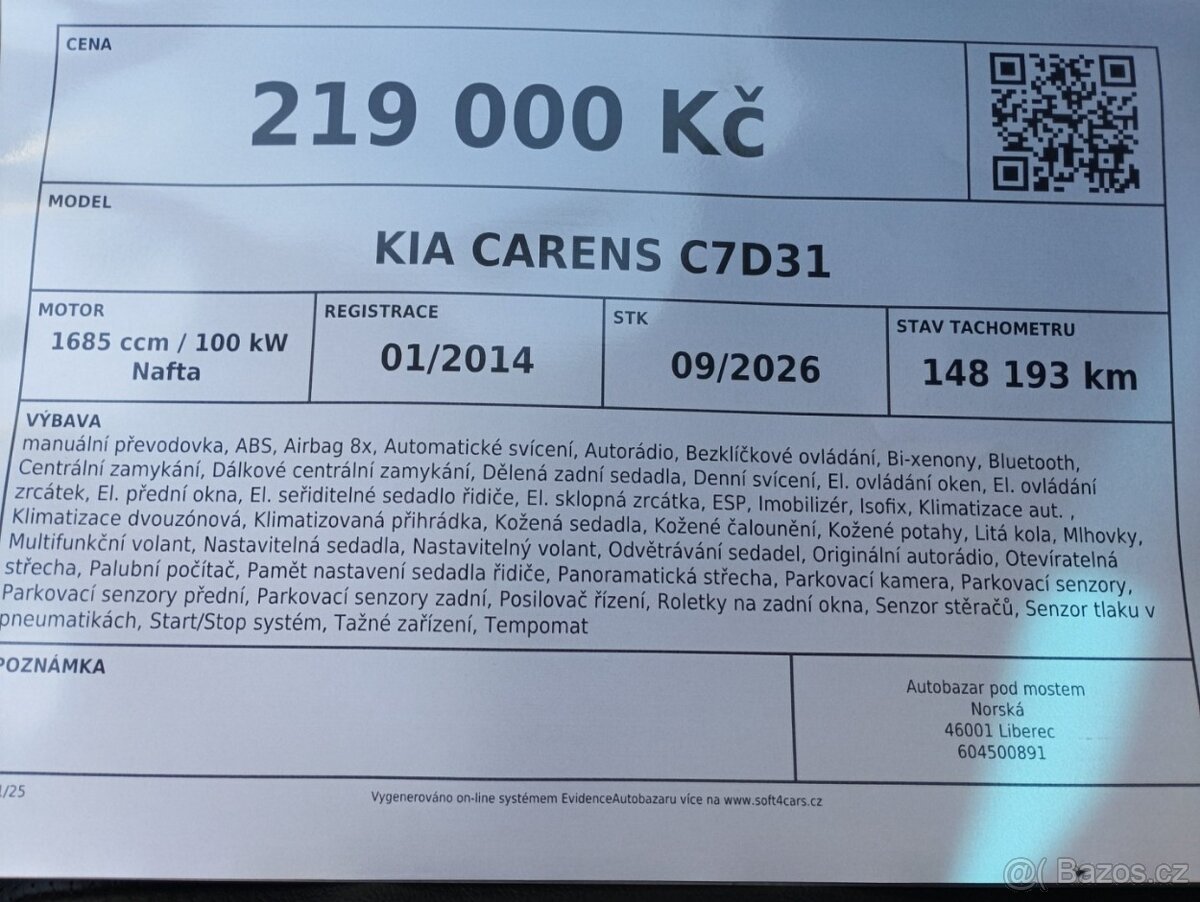 CENA
219 000 Kč
MODEL
KIA CARENS C7D31
MOTOR
1685 ccm / 100 kW
Nafta
REGISTRACE
01/2014
STK
09/2026
STAV TACHOMETRU
148 193 km
VÝBAVA
manuální převodovka, ABS, Airbag 8x, Automatické svícení, Autorádio, Bezklíčkové ovládání, Bi-xenony, Bluetooth,
Centrální zamykání, Dálkové centrální zamykání, Dělená zadní sedadla, Denní svícení, El. ovládání oken, El. ovládání
zrcátek, El. přední okna, El. seřiditelné sedadlo řidiče, El. sklopná zrcátka, ESP, Imobilizér, Isofix, Klimatizace aut. ,
Klimatizace dvouzónová, Klimatizovaná přihrádka, Kožená sedadla, Kožené čalounění, Kožené potahy, Litá kola, Mlhovky,
Multifunkční volant, Nastavitelná sedadla, Nastavitelný volant, Odvětrávání sedadel, Originální autorádio, Otevíratelná
střecha, Palubní počítač, Pamět nastavení sedadla řidiče, Panoramatická střecha, Parkovací kamera, Parkovací senzory,
Parkovací senzory přední, Parkovací senzory zadní, Posilovač řízení, Roletky na zadní okna, Senzor stěračů, Senzor tlaku v
pneumatikách, Start/Stop systém, Tažné zařízení, Tempomat
POZNÁMKA
Autobazar pod mostem
Norská
46001 Liberec
604500891
/25
Vygenerováno on-line systémem EvidenceAutobazaru více na www.soft4cars.cz
Bazos.cz